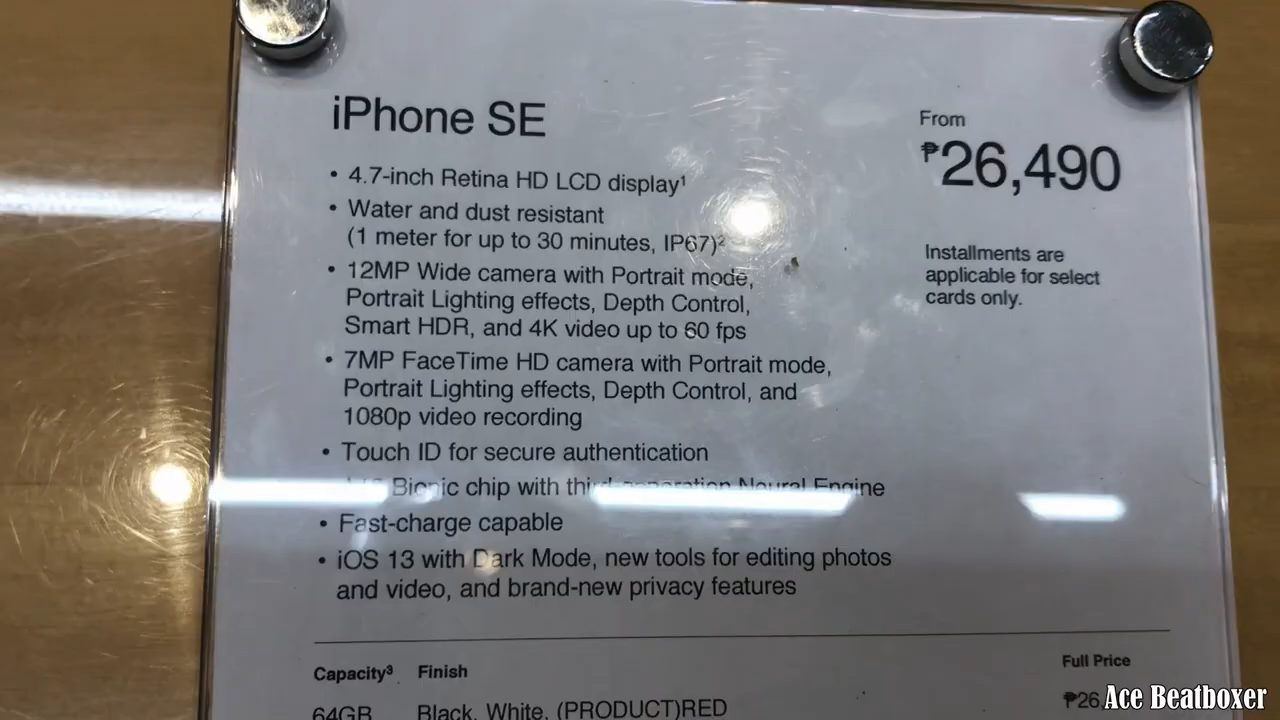 iPhone SE
From
₱26,490
• 4.7-inch Retina HD LCD display¹
• Water and dust resistant
(1 meter for up to 30 minutes, IP67)²
Installments are
applicable for select
cards only.
• 12MP Wide camera with Portrait mode,
Portrait Lighting effects, Depth Control,
Smart HDR, and 4K video up to 60 fps
• 7MP FaceTime HD camera with Portrait mode,
Portrait Lighting effects, Depth Control, and
1080p video recording
• Touch ID for secure authentication
Bionic chip with third-generation Neural Engine
• Fast-charge capable
• iOS 13 with Dark Mode, new tools for editing photos
and video, and brand-new privacy features
Capacity³ Finish Full Price
64GB Black, White, (PRODUCT)RED
Ace Beatboxer